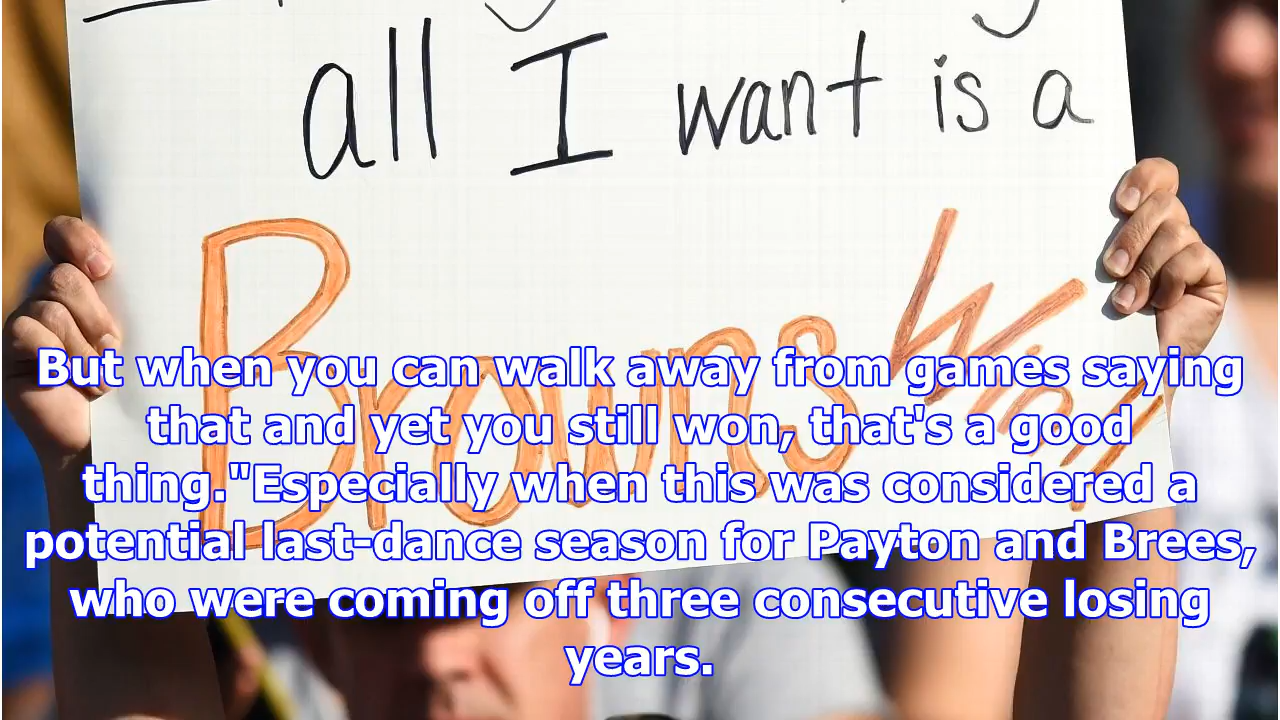 all I want is a
Browns Win!
But when you can walk away from games saying
that and yet you still won, that's a good
thing."Especially when this was considered a
potential last-dance season for Payton and Brees,
who were coming off three consecutive losing
years.